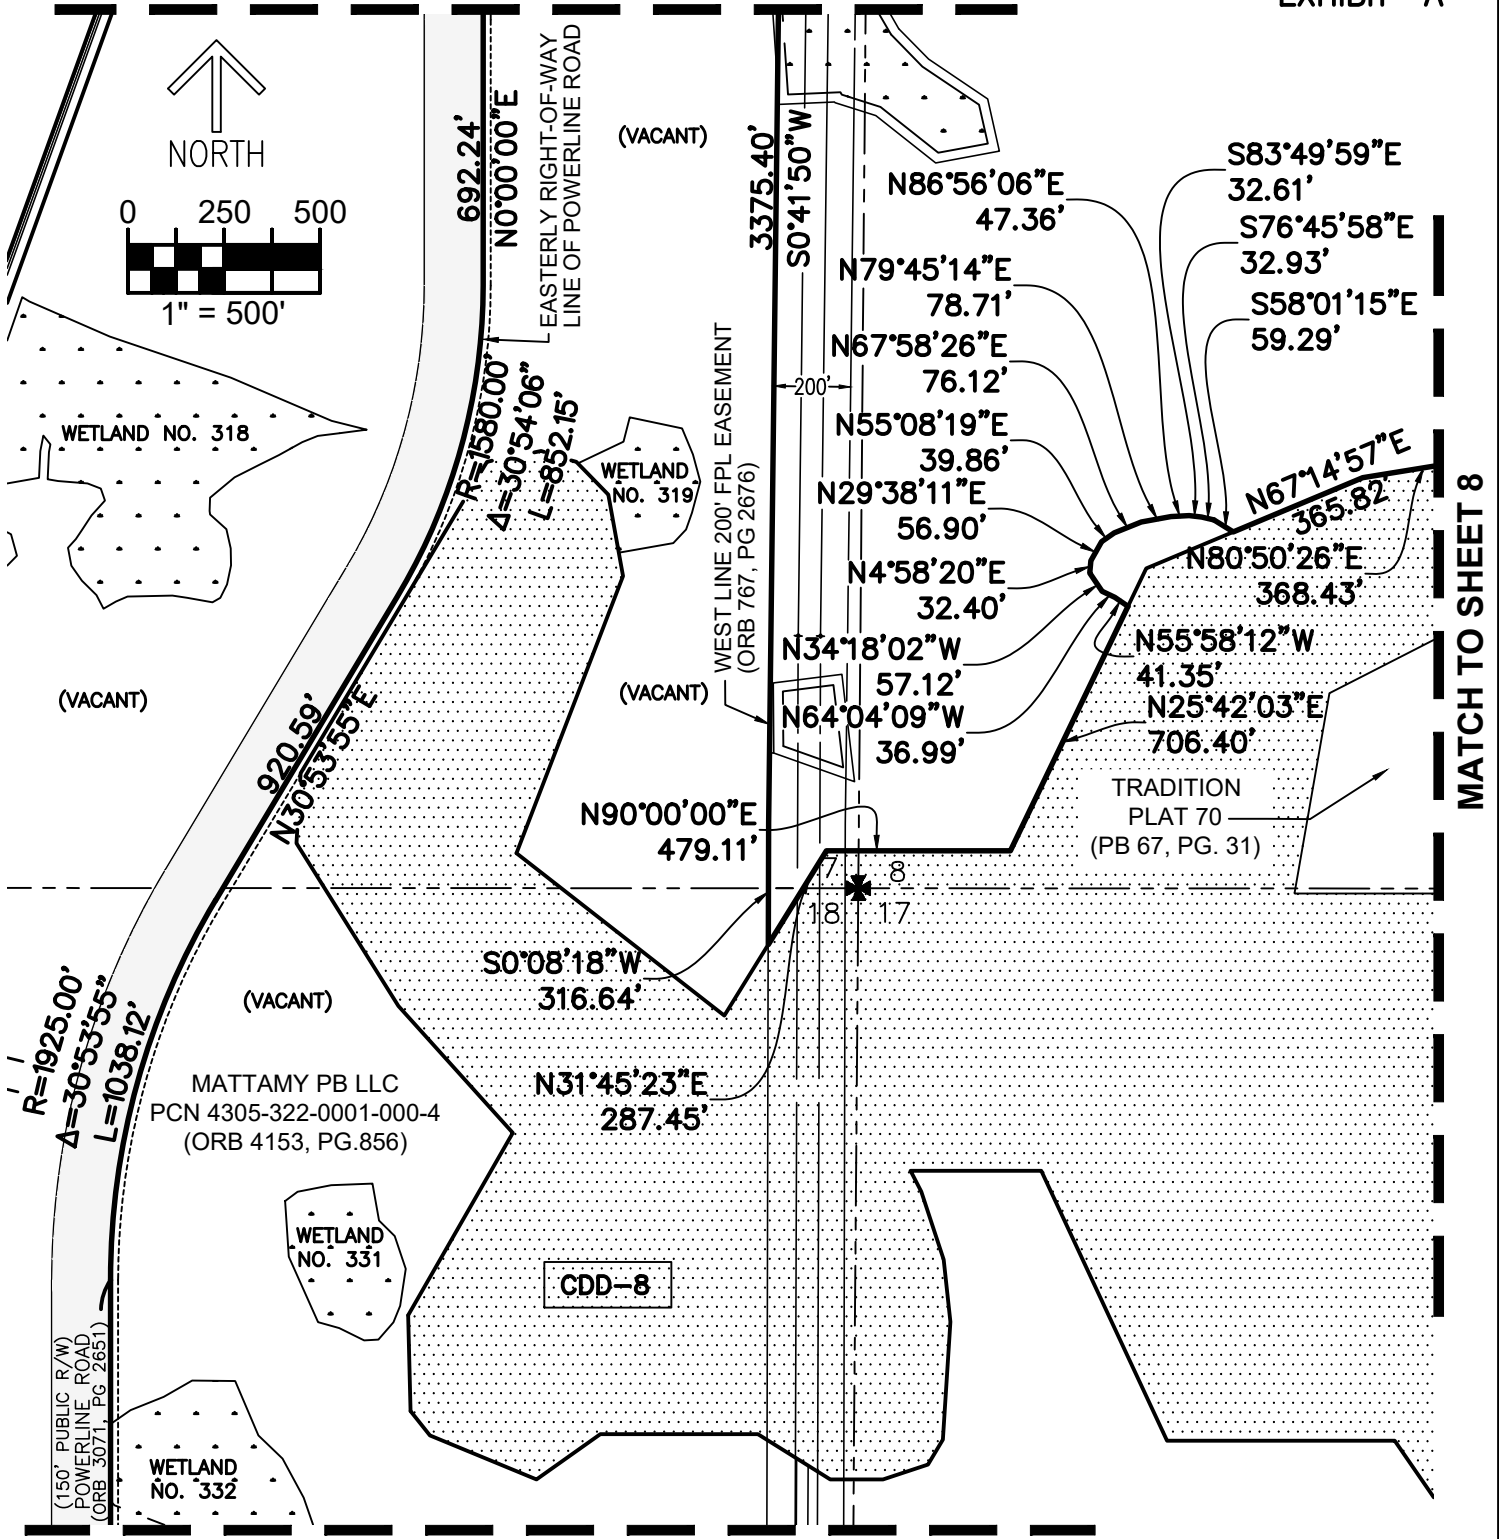 EXHIBIT "A"
NORTH
0 250 500
1" = 500'
692.24'
N0°00'00"E
EASTERLY RIGHT-OF-WAY
LINE OF POWERLINE ROAD
(VACANT)
3375.40'
S0°41'50"W
N86°56'06"E
47.36'
S83°49'59"E
32.61'
S76°45'58"E
32.93'
S58°01'15"E
59.29'
N79°45'14"E
78.71'
N67°58'26"E
76.12'
N55°08'19"E
39.86'
N29°38'11"E
56.90'
N4°58'20"E
32.40'
N34°18'02"W
57.12'
N64°04'09"W
36.99'
N67°14'57"E
365.82'
N80°50'26"E
368.43'
N55°58'12"W
41.35'
N25°42'03"E
706.40'
200'
WEST LINE 200' FPL EASEMENT
(ORB 767, PG 2676)
WETLAND NO. 318
R=1580.00'
Δ=30°54'06"
L=852.15'
WETLAND
NO. 319
(VACANT)
(VACANT)
920.59'
N30°53'55"E
TRADITION
PLAT 70
(PB 67, PG. 31)
MATCH TO SHEET 8
N90°00'00"E
479.11'
7 8
18 17
S0°08'18"W
316.64'
(VACANT)
R=1925.00'
Δ=30°53'55"
L=1038.12'
MATTAMY PB LLC
PCN 4305-322-0001-000-4
(ORB 4153, PG.856)
N31°45'23"E
287.45'
WETLAND
NO. 331
CDD-8
(150' PUBLIC R/W)
POWERLINE ROAD
(ORB 3071, PG 2651)
WETLAND
NO. 332